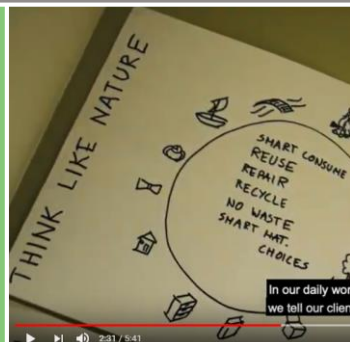 THINK LIKE NATURE
SMART CONSUME
REUSE
REPAIR
RECYCLE
NO WASTE
SMART MAT.
CHOICES
In our daily wor
we tell our clien
2:31 / 5:41